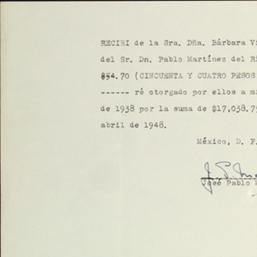 RECIBI de la Sra. Dña. Bárbara Vi
del Sr. Dn. Pablo Martínez del R
$54.70 (CINCUENTA Y CUATRO PESOS
------ ré otorgado por ellos a m
de 1938 por la suma de $17,038.7
abril de 1948.
México, D. F
José Pablo